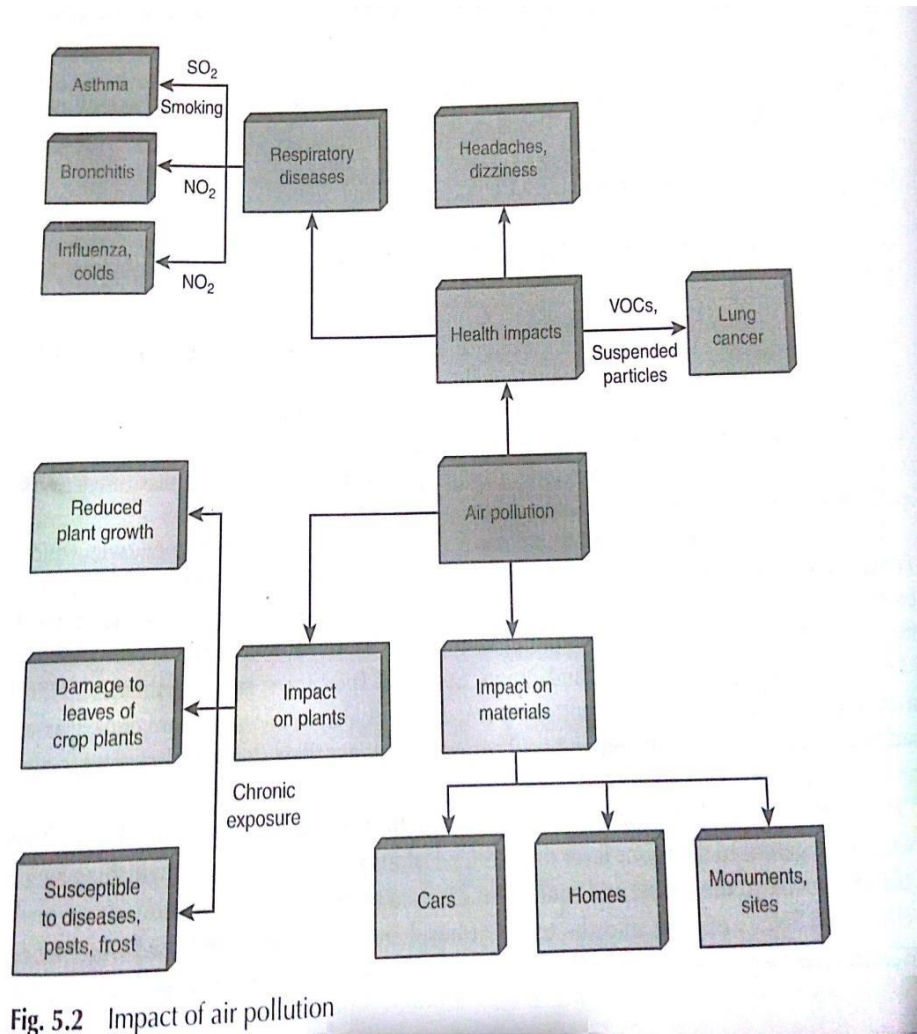 Asthma
SO₂
Smoking
Bronchitis
NO₂
Influenza,
colds
NO₂
Respiratory
diseases
Headaches,
dizziness
Health impacts
VOCs,
Suspended
particles
Lung
cancer
Air pollution
Reduced
plant growth
Damage to
leaves of
crop plants
Impact
on plants
Chronic
exposure
Susceptible
to diseases,
pests, frost
Impact on
materials
Cars
Homes
Monuments,
sites
Fig. 5.2 Impact of air pollution